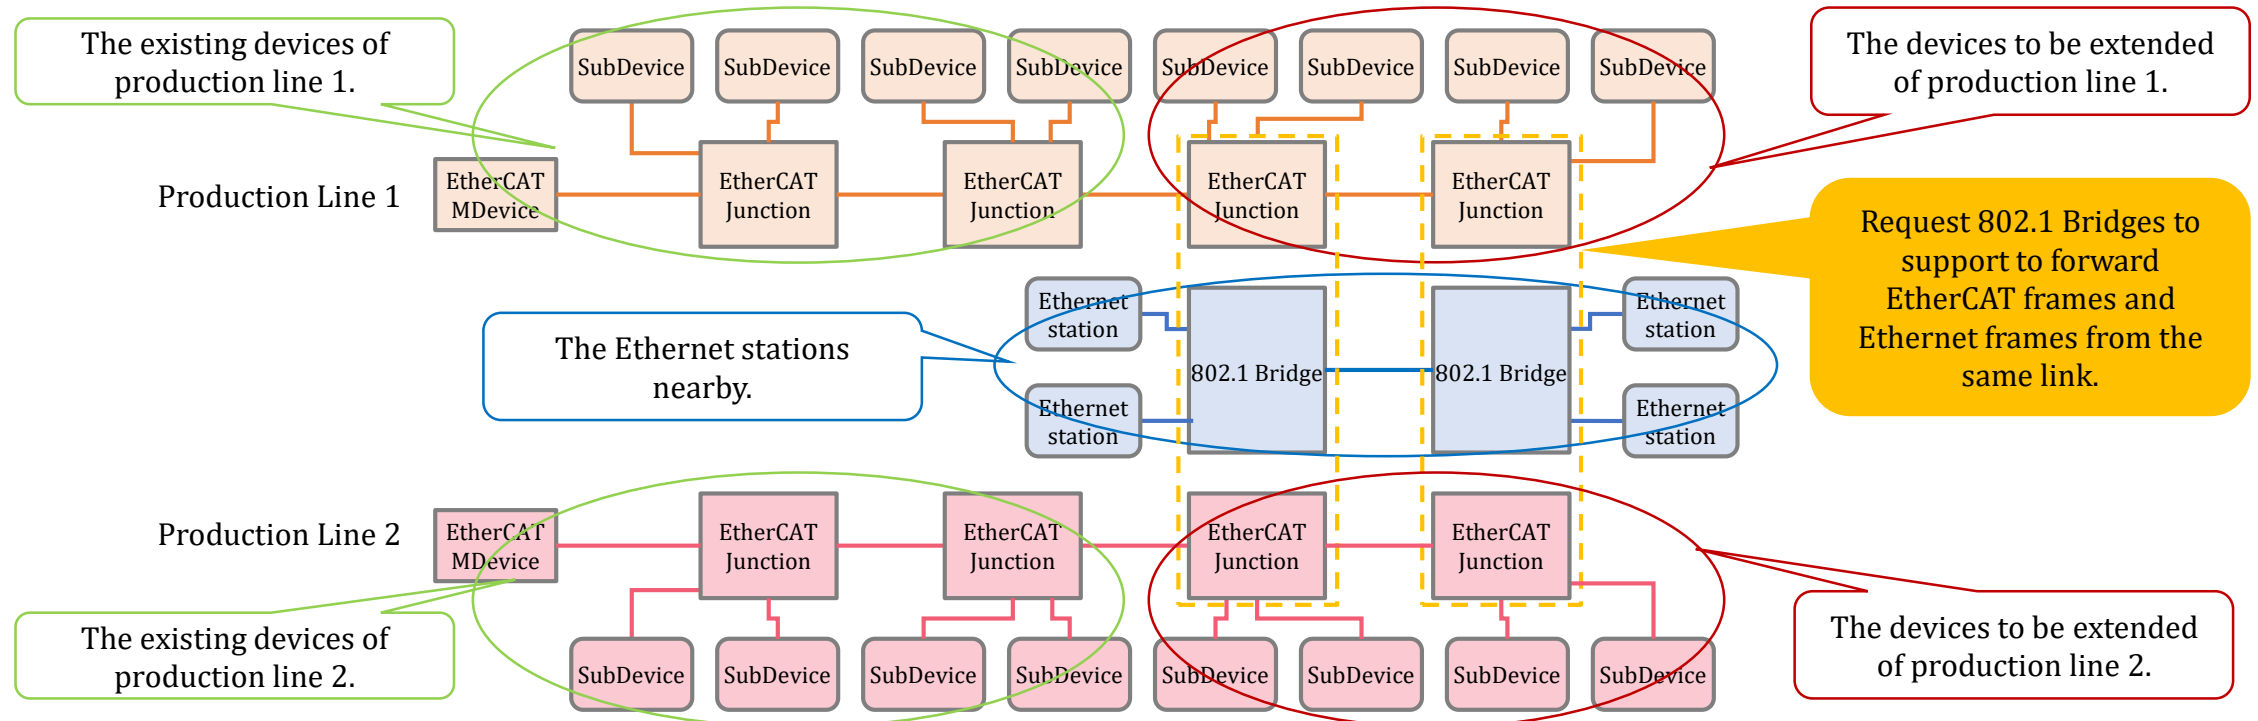 The existing devices of
production line 1.
SubDevice SubDevice SubDevice SubDevice SubDevice SubDevice SubDevice SubDevice
The devices to be extended
of production line 1.
Production Line 1
EtherCAT
MDevice
EtherCAT
Junction
EtherCAT
Junction
EtherCAT
Junction
EtherCAT
Junction
Request 802.1 Bridges to
support to forward
EtherCAT frames and
Ethernet frames from the
same link.
The Ethernet stations
nearby.
Ethernet
station
Ethernet
station
802.1 Bridge
802.1 Bridge
Ethernet
station
Ethernet
station
Production Line 2
EtherCAT
MDevice
EtherCAT
Junction
EtherCAT
Junction
EtherCAT
Junction
EtherCAT
Junction
The existing devices of
production line 2.
SubDevice SubDevice SubDevice SubDevice SubDevice SubDevice SubDevice SubDevice
The devices to be extended
of production line 2.